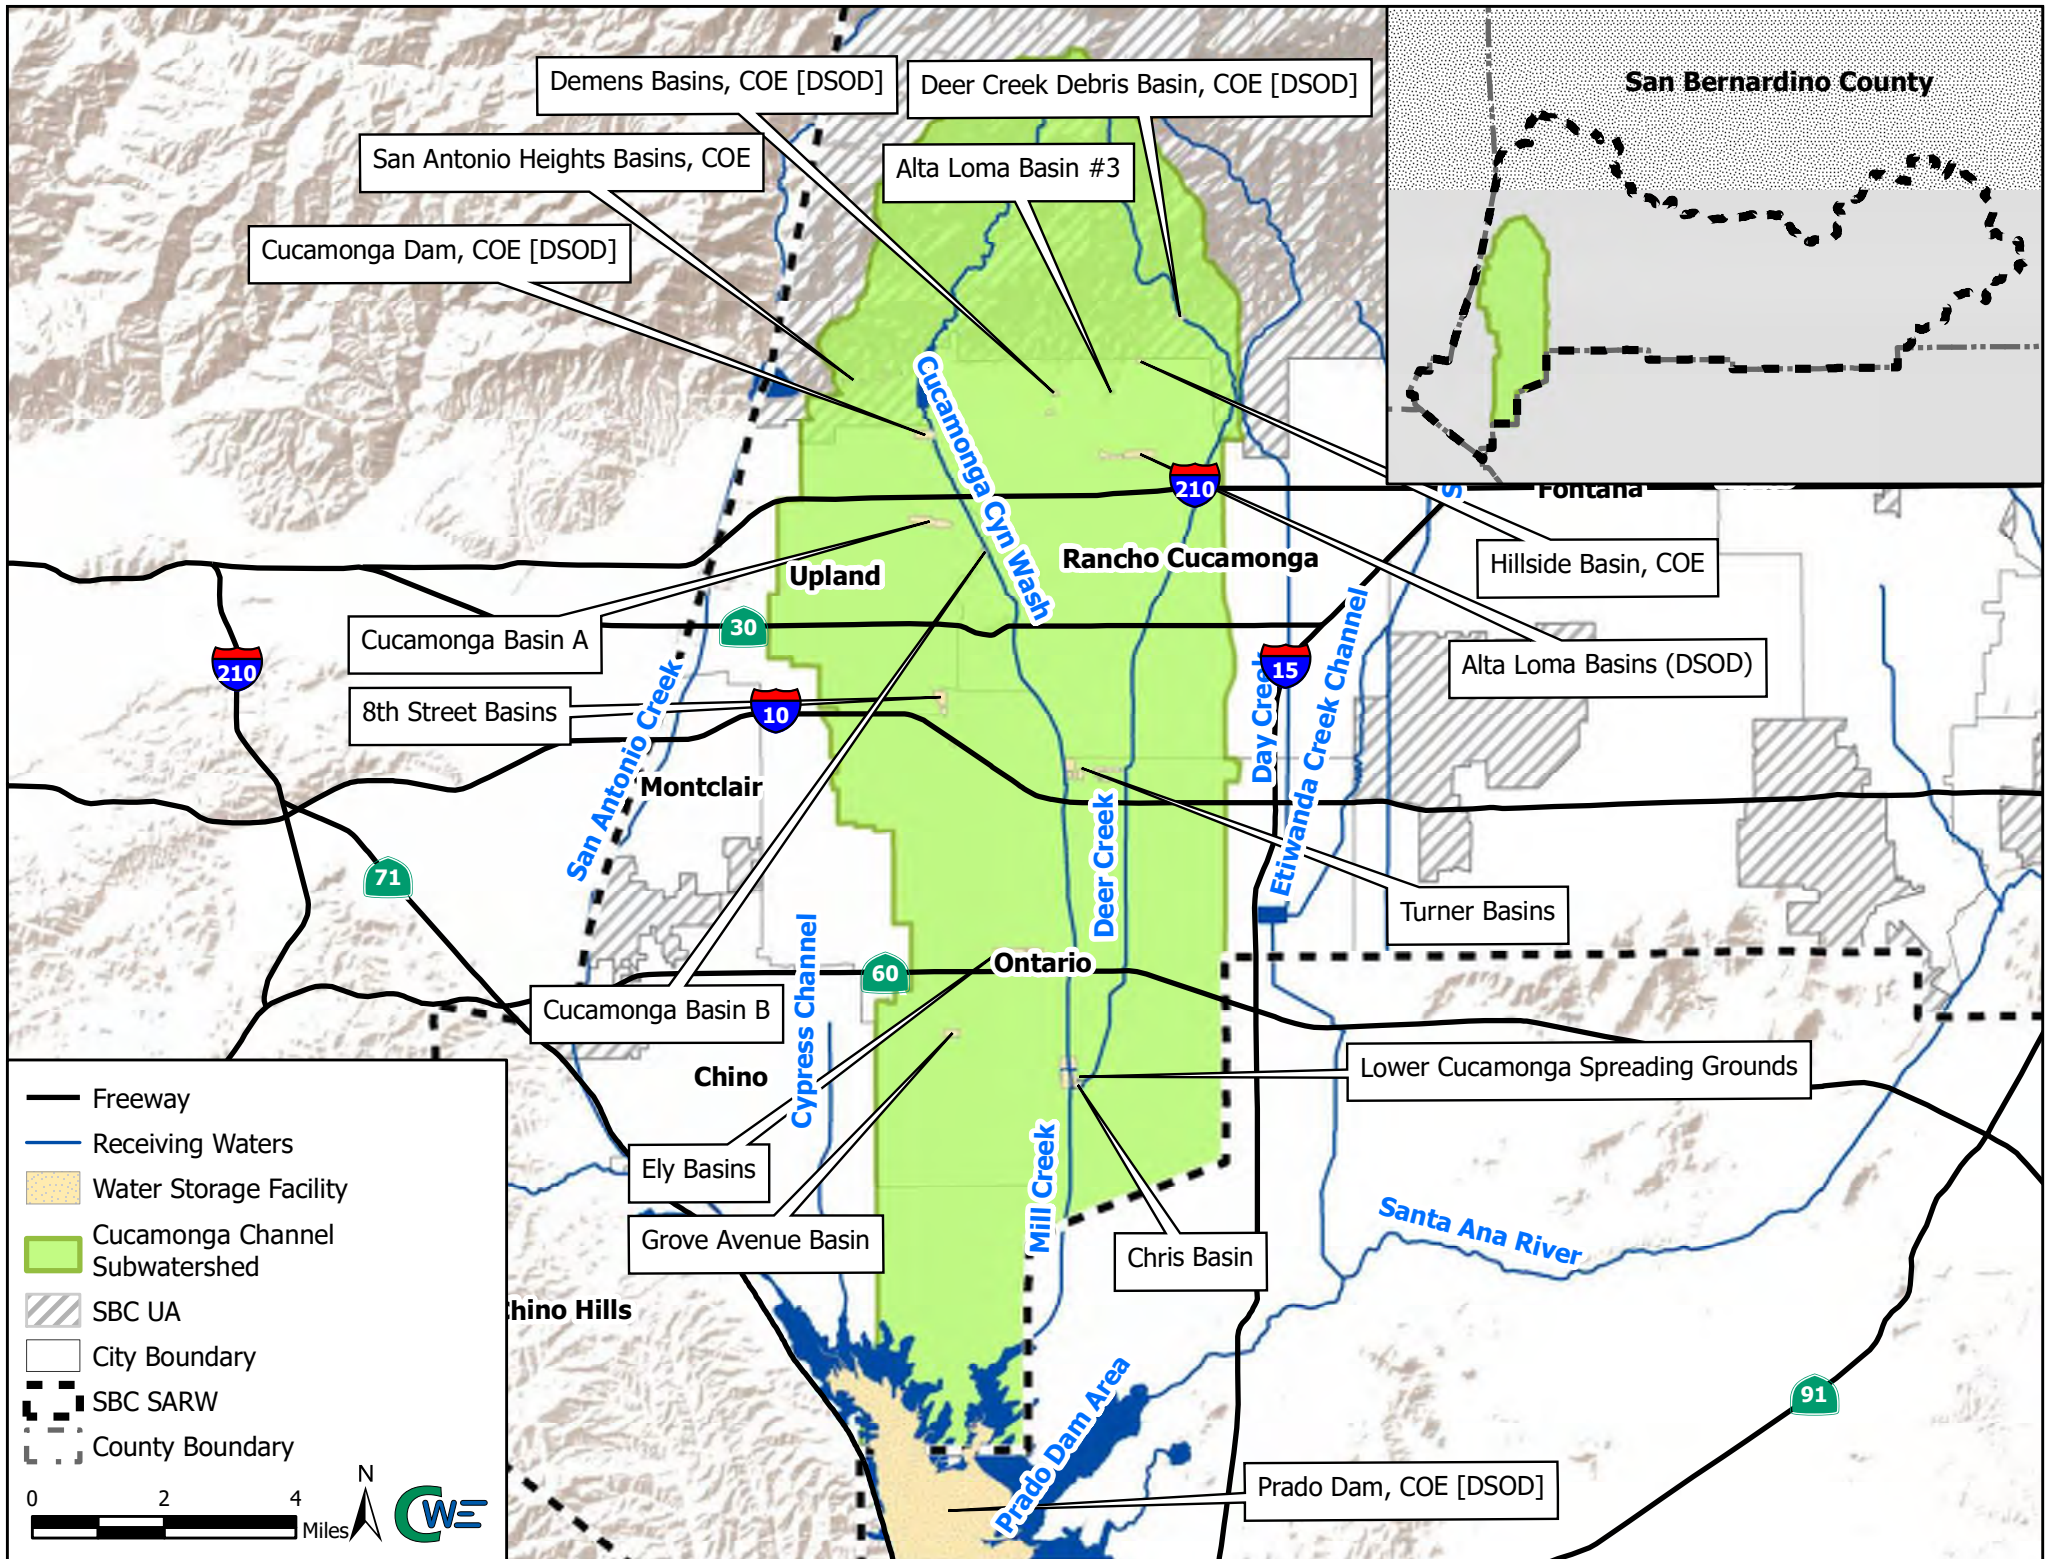 San Bernardino County
Demens Basins, COE [DSOD]
Deer Creek Debris Basin, COE [DSOD]
San Antonio Heights Basins, COE
Alta Loma Basin #3
Cucamonga Dam, COE [DSOD]
Cucamonga Cyn Wash
210
S
Fontana
Rancho Cucamonga
Upland
Hillside Basin, COE
Cucamonga Basin A
30
210
15
Alta Loma Basins (DSOD)
8th Street Basins
10
San Antonio Creek
Day Creek
Etiwanda Creek Channel
Montclair
71
Deer Creek
Turner Basins
Ontario
60
Cypress Channel
Cucamonga Basin B
Chino
Lower Cucamonga Spreading Grounds
Ely Basins
Mill Creek
Grove Avenue Basin
Chris Basin
Santa Ana River
Chino Hills
91
Prado Dam Area
Prado Dam, COE [DSOD]
Freeway
Receiving Waters
Water Storage Facility
Cucamonga Channel
Subwatershed
SBC UA
City Boundary
SBC SARW
County Boundary
0 2 4
Miles
N
CWE